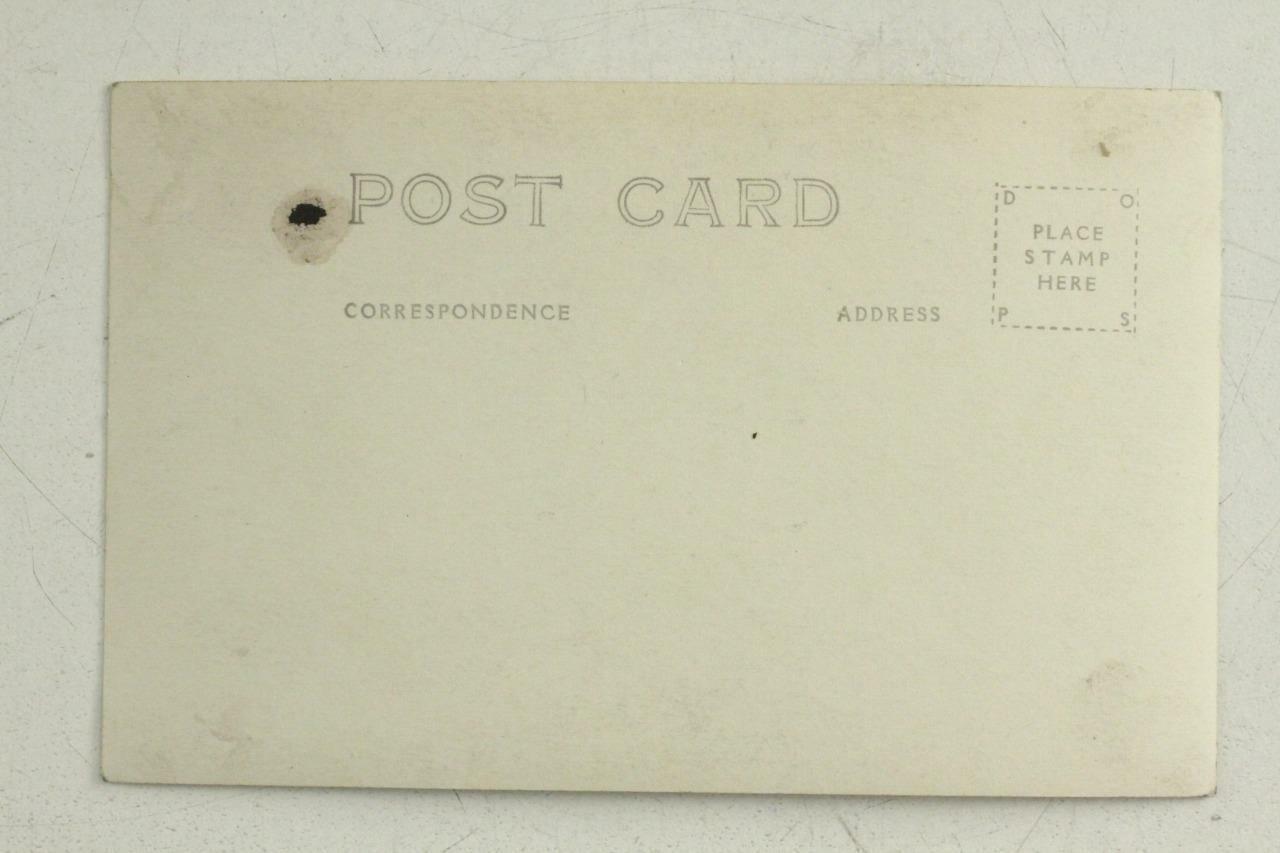 POST CARD
D O
PLACE
STAMP
HERE
P S
CORRESPONDENCE
ADDRESS